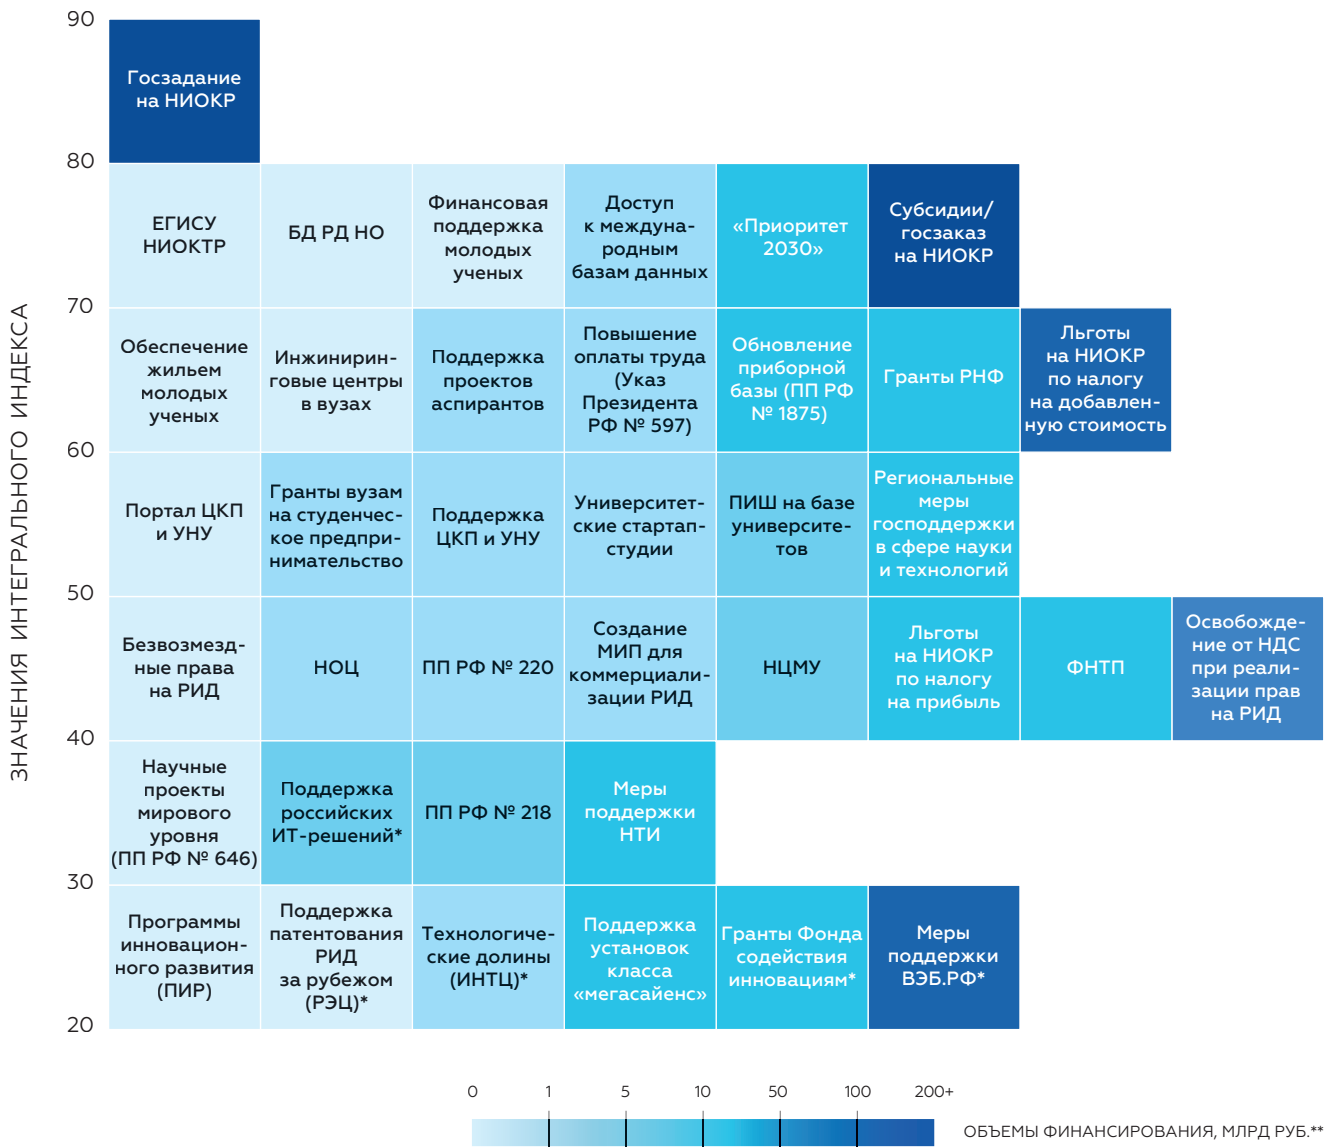 90
Госзадание
на НИОКР
80
ЕГИСУ
НИОКТР
БД РД НО
Финансовая
поддержка
молодых
ученых
Доступ
к междуна-
родным
базам данных
«Приоритет
2030»
Субсидии/
госзаказ
на НИОКР
70
Обеспечение
жильем
молодых
ученых
Инжинирин-
говые центры
в вузах
Поддержка
проектов
аспирантов
Повышение
оплаты труда
(Указ
Президента
РФ № 597)
Обновление
приборной
базы (ПП РФ
№ 1875)
Гранты РНФ
Льготы
на НИОКР
по налогу
на добавлен-
ную стоимость
60
Портал ЦКП
и УНУ
Гранты вузам
на студенчес-
кое предпри-
нимательство
Поддержка
ЦКП и УНУ
Университет-
ские стартап-
студии
ПИШ на базе
университе-
тов
Региональные
меры
господдержки
в сфере науки
и технологий
50
Безвозмезд-
ные права
на РИД
НОЦ
ПП РФ № 220
Создание
МИП для
коммерциали-
зации РИД
НЦМУ
Льготы
на НИОКР
по налогу
на прибыль
ФНТП
Освобожде-
ние от НДС
при реали-
зации прав
на РИД
40
Научные
проекты
мирового
уровня
(ПП РФ № 646)
Поддержка
российских
ИТ-решений*
ПП РФ № 218
Меры
поддержки
НТИ
30
Программы
инновацион-
ного развития
(ПИР)
Поддержка
патентования
РИД
за рубежом
(РЭЦ)*
Технологиче-
ские долины
(ИНТЦ)*
Поддержка
установок
класса
«мегасайенс»
Гранты Фонда
содействия
инновациям*
Меры
поддержки
ВЭБ.РФ*
20
ЗНАЧЕНИЯ ИНТЕГРАЛЬНОГО ИНДЕКСА
0 1 5 10 50 100 200+
ОБЪЕМЫ ФИНАНСИРОВАНИЯ, МЛРД РУБ.**